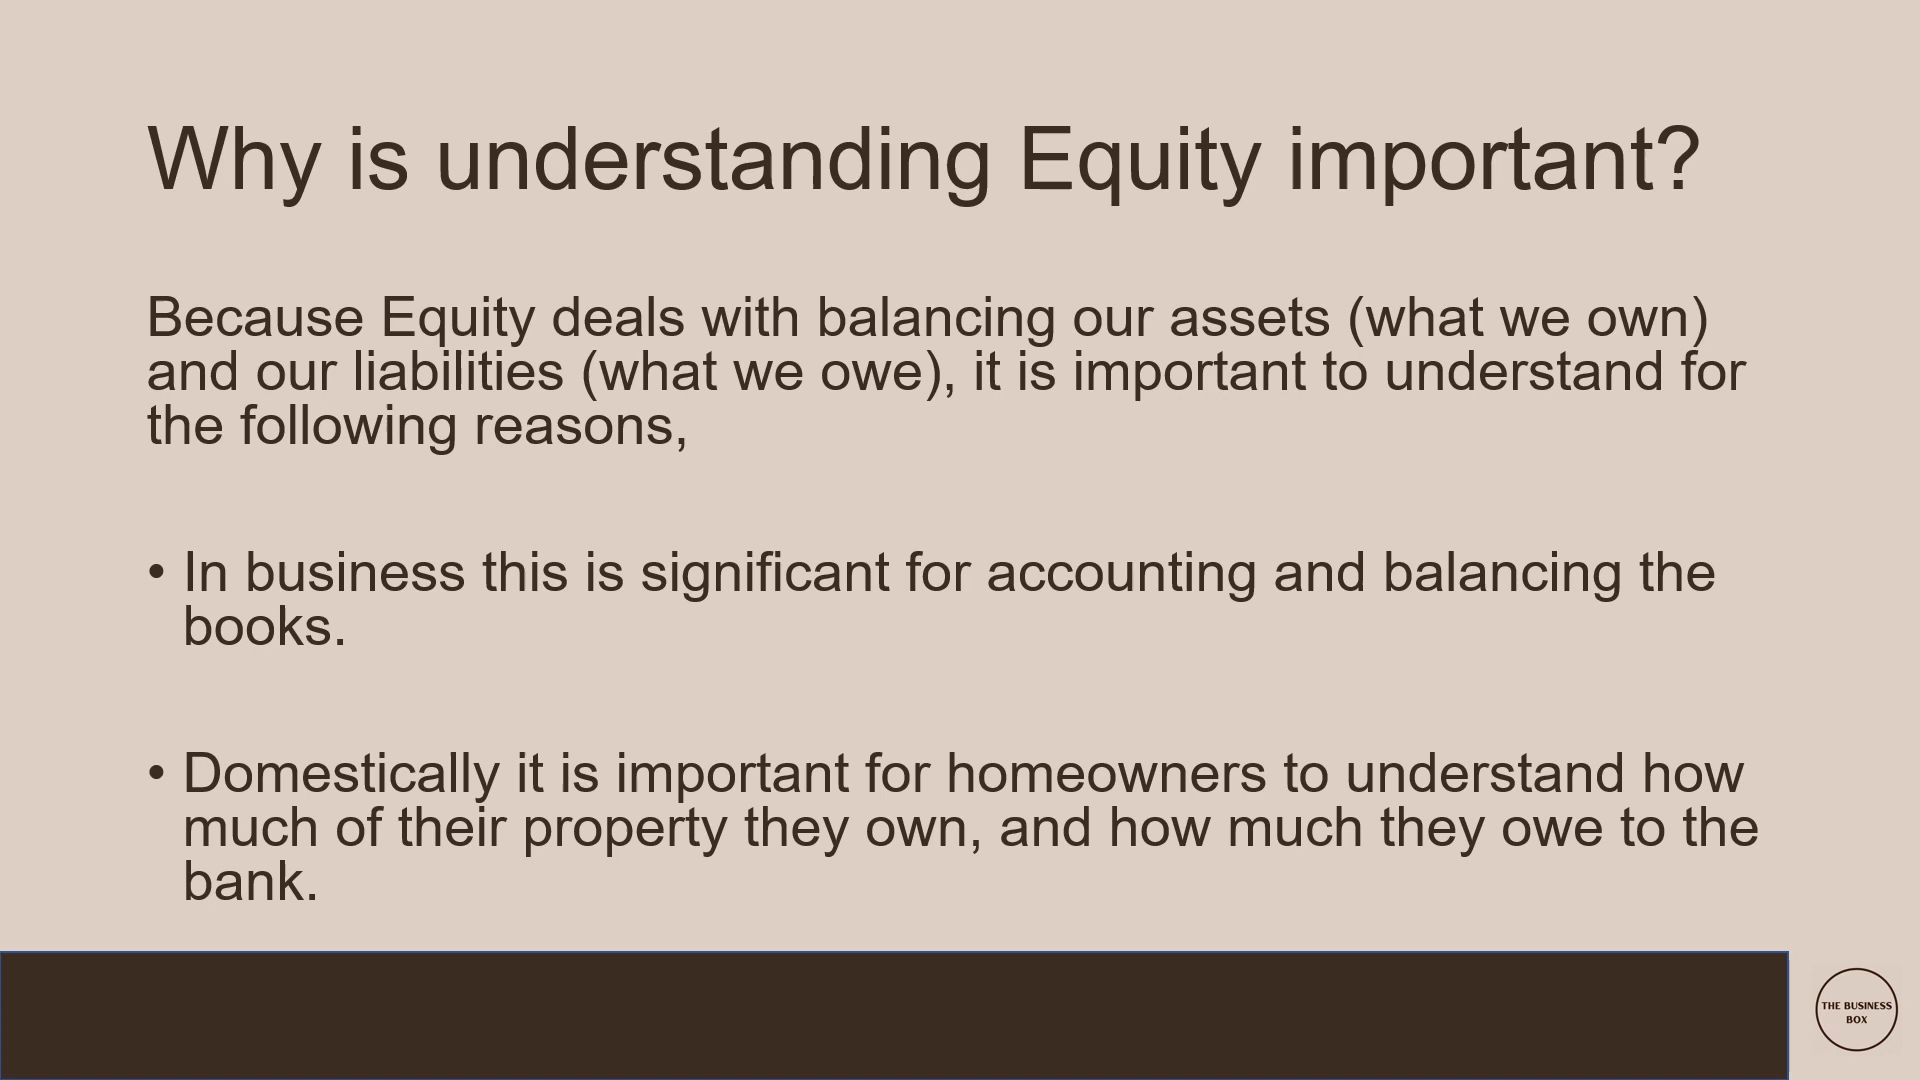 Why is understanding Equity important?
Because Equity deals with balancing our assets (what we own)
and our liabilities (what we owe), it is important to understand for
the following reasons,
• In business this is significant for accounting and balancing the
books.
• Domestically it is important for homeowners to understand how
much of their property they own, and how much they owe to the
bank.
THE BUSINESS
BOX